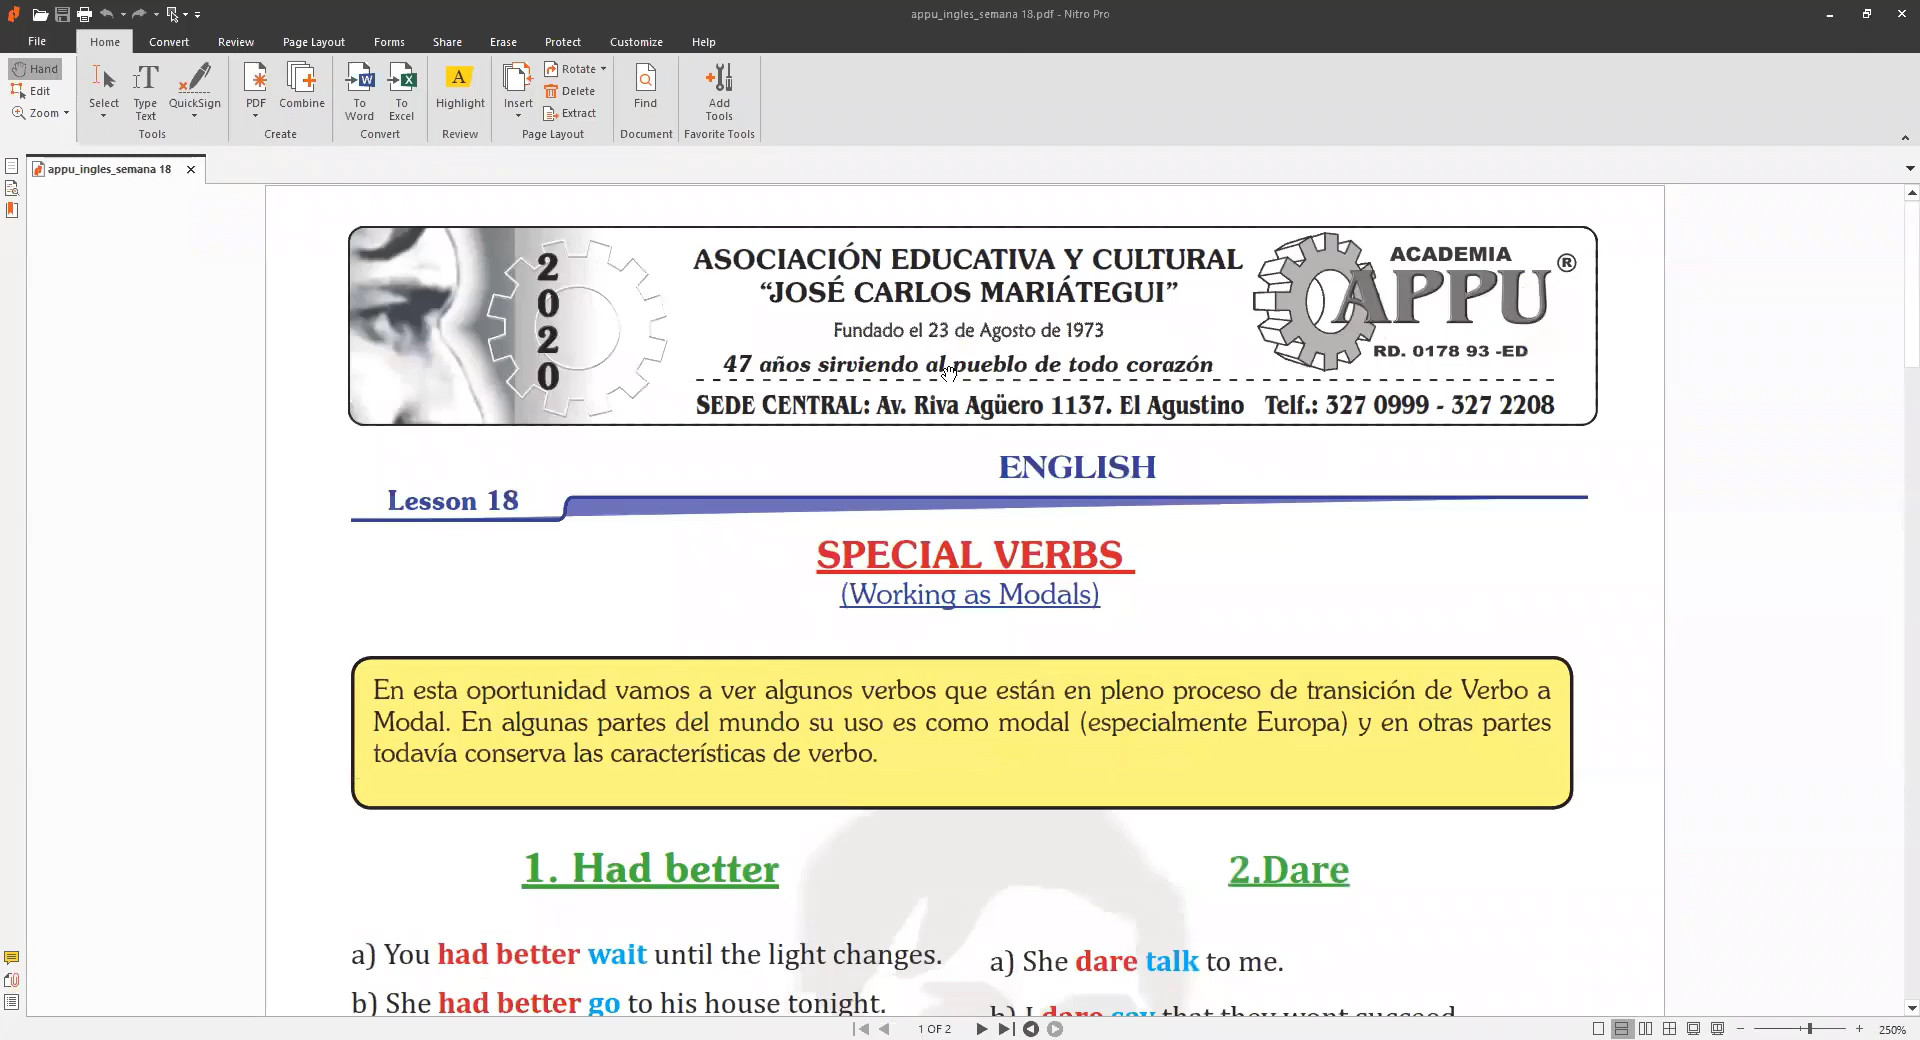 appu_ingles_semana 18.pdf - Nitro Pro
File Home Convert Review Page Layout Forms Share Erase Protect Customize Help
Hand
Edit
Zoom
Select
Type Text
QuickSign
Tools
PDF
Combine
Create
To Word
To Excel
Convert
Highlight
Review
Insert
Rotate
Delete
Extract
Page Layout
Find
Document
Add Tools
Favorite Tools
appu_ingles_semana 18
2020
ASOCIACIÓN EDUCATIVA Y CULTURAL
“JOSÉ CARLOS MARIÁTEGUI”
Fundado el 23 de Agosto de 1973
47 años sirviendo al pueblo de todo corazón
SEDE CENTRAL: Av. Riva Agüero 1137. El Agustino Telf.: 327 0999 - 327 2208
ACADEMIA
APPU ®
RD. 0178 93 -ED
ENGLISH
Lesson 18
SPECIAL VERBS
(Working as Modals)
En esta oportunidad vamos a ver algunos verbos que están en pleno proceso de transición de Verbo a
Modal. En algunas partes del mundo su uso es como modal (especialmente Europa) y en otras partes
todavía conserva las características de verbo.
1. Had better
a) You had better wait until the light changes.
b) She had better go to his house tonight.
2.Dare
a) She dare talk to me.
b) I dare say that they wont succeed
1 OF 2
250%